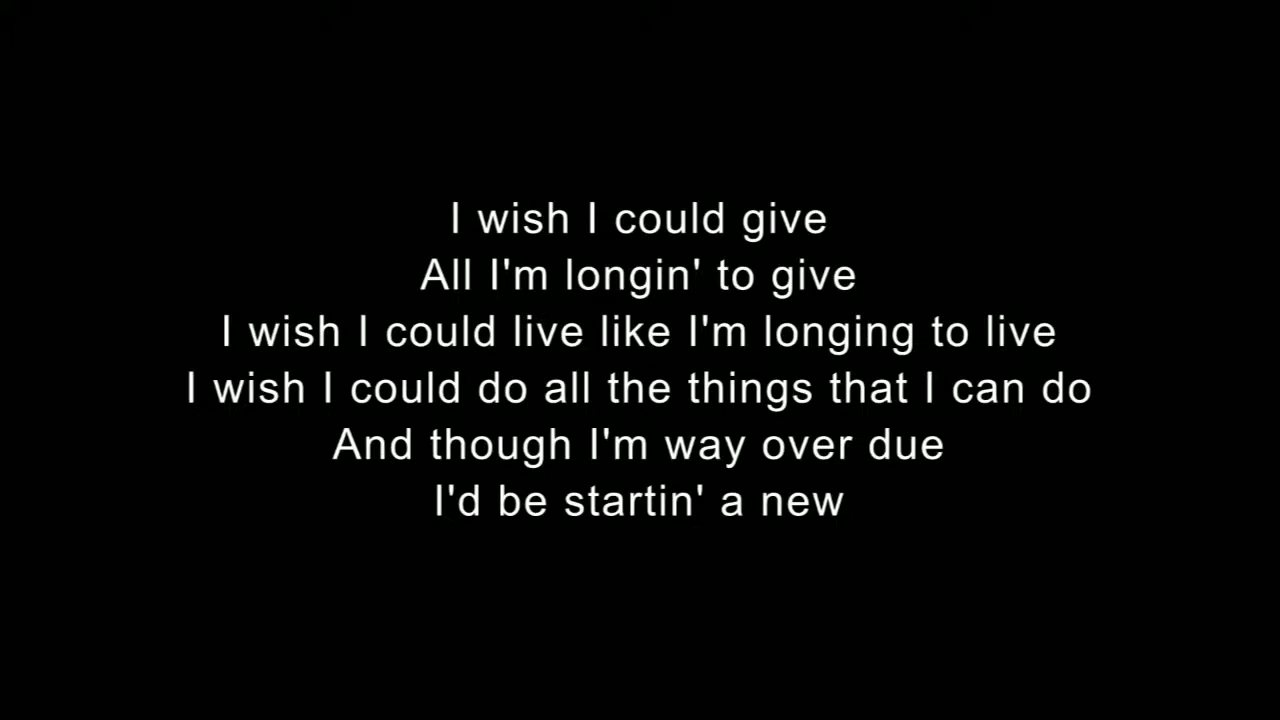 I wish I could give
All I'm longin' to give
I wish I could live like I'm longing to live
I wish I could do all the things that I can do
And though I'm way over due
I'd be startin' a new